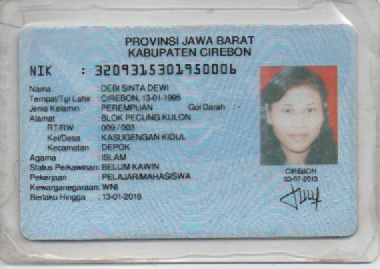 PROVINSI JAWA BARAT
KABUPATEN CIREBON
NIK : 3209315301950006
Nama : DEBI SINTA DEWI
Tempat/Tgl Lahir : CIREBON, 13-01-1995
Jenis Kelamin : PEREMPUAN Gol Darah : -
Alamat : BLOK PECUNG KULON
RT/RW : 009 / 003
Kel/Desa : KASUGENGAN KIDUL
Kecamatan : DEPOK
Agama : ISLAM
Status Perkawinan : BELUM KAWIN
Pekerjaan : PELAJAR/MAHASISWA
Kewarganegaraan : WNI
Berlaku Hingga : 13-01-2018
CIREBON
03-07-2013